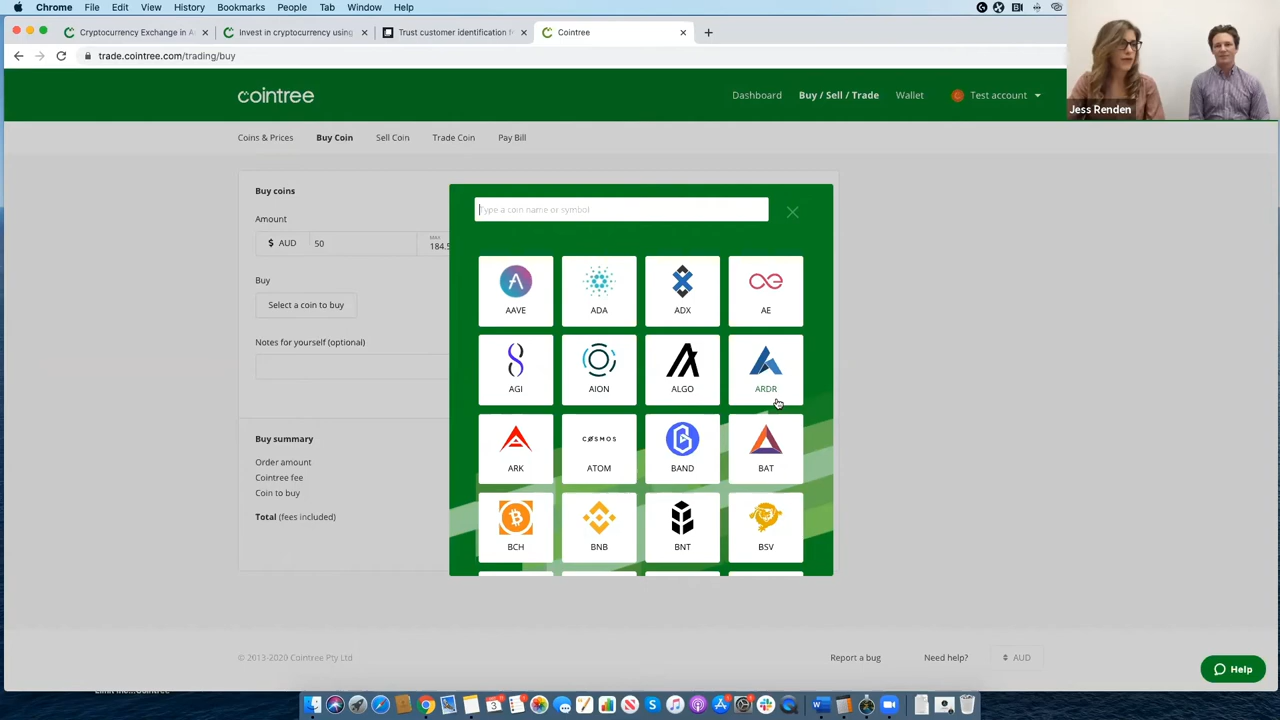 Chrome File Edit View History Bookmarks People Tab Window Help
Cryptocurrency Exchange in A
Invest in cryptocurrency using
Trust customer identification f
Cointree
trade.cointree.com/trading/buy
Jess Renden
cointree
Dashboard Buy / Sell / Trade Wallet Test account
Coins & Prices Buy Coin Sell Coin Trade Coin Pay Bill
Buy coins
Amount
$ AUD 50
MAX
184.5
Buy
Select a coin to buy
Notes for yourself (optional)
Buy summary
Order amount
Cointree fee
Coin to buy
Total (fees included)
Type a coin name or symbol
AAVE ADA ADX AE
AGI AION ALGO ARDR
COSMOS
ARK ATOM BAND BAT
BCH BNB BNT BSV
© 2013-2020 Cointree Pty Ltd
Report a bug Need help? AUD
Help
3